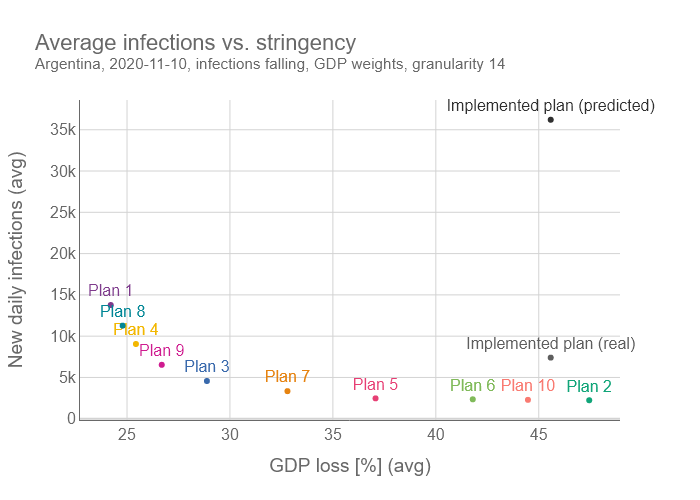 Average infections vs. stringency
Argentina, 2020-11-10, infections falling, GDP weights, granularity 14
Implemented plan (predicted)
35k
30k
25k
20k
15k
10k
5k
0
New daily infections (avg)
Plan 1
Plan 8
Plan 4
Plan 9
Plan 3
Plan 7
Plan 5
Implemented plan (real)
Plan 6
Plan 10
Plan 2
25
30
35
40
45
GDP loss [%] (avg)